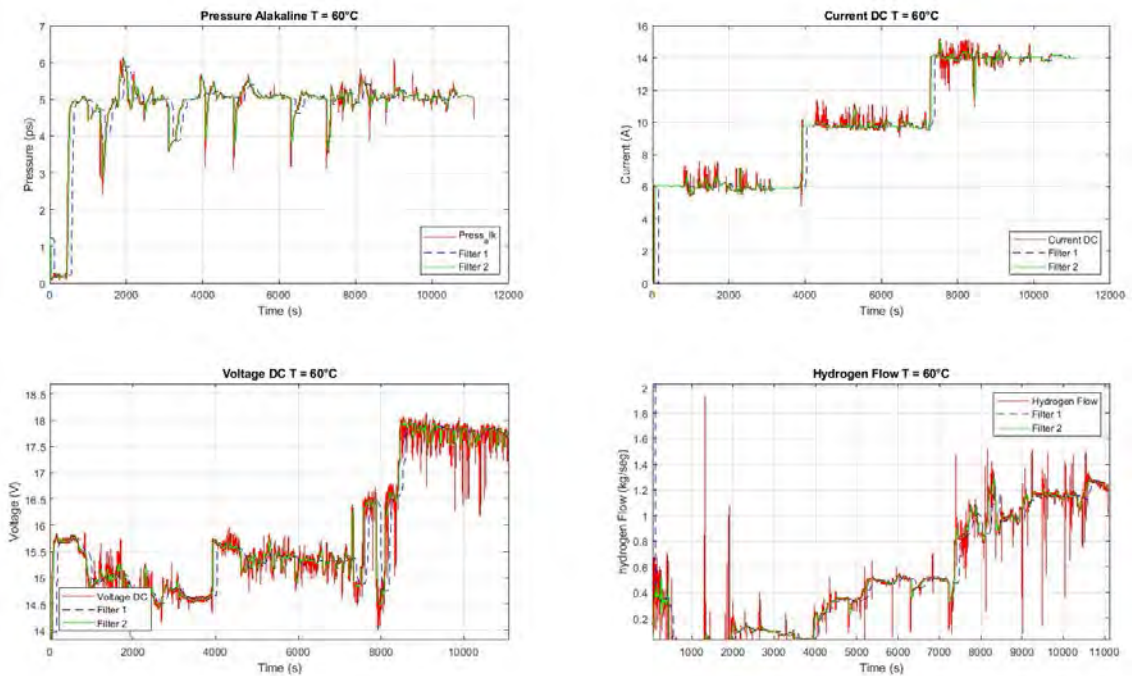 Pressure Alakaline T = 60°C
7
6
5
4
3
2
1
0
Pressure (psi)
Press_alk
Filter 1
Filter 2
0 2000 4000 6000 8000 10000 12000
Time (s)
Current DC T = 60°C
16
14
12
10
8
6
4
2
0
Current (A)
Current DC
Filter 1
Filter 2
0 2000 4000 6000 8000 10000 12000
Time (s)
Voltage DC T = 60°C
18.5
18
17.5
17
16.5
16
15.5
15
14.5
14
Voltage (V)
Voltage DC
Filter 1
Filter 2
0 2000 4000 6000 8000 10000
Time (s)
Hydrogen Flow T = 60°C
2
1.8
1.6
1.4
1.2
1
0.8
0.6
0.4
0.2
hydrogen Flow (kg/seg)
Hydrogen Flow
Filter 1
Filter 2
1000 2000 3000 4000 5000 6000 7000 8000 9000 10000 11000
Time (s)